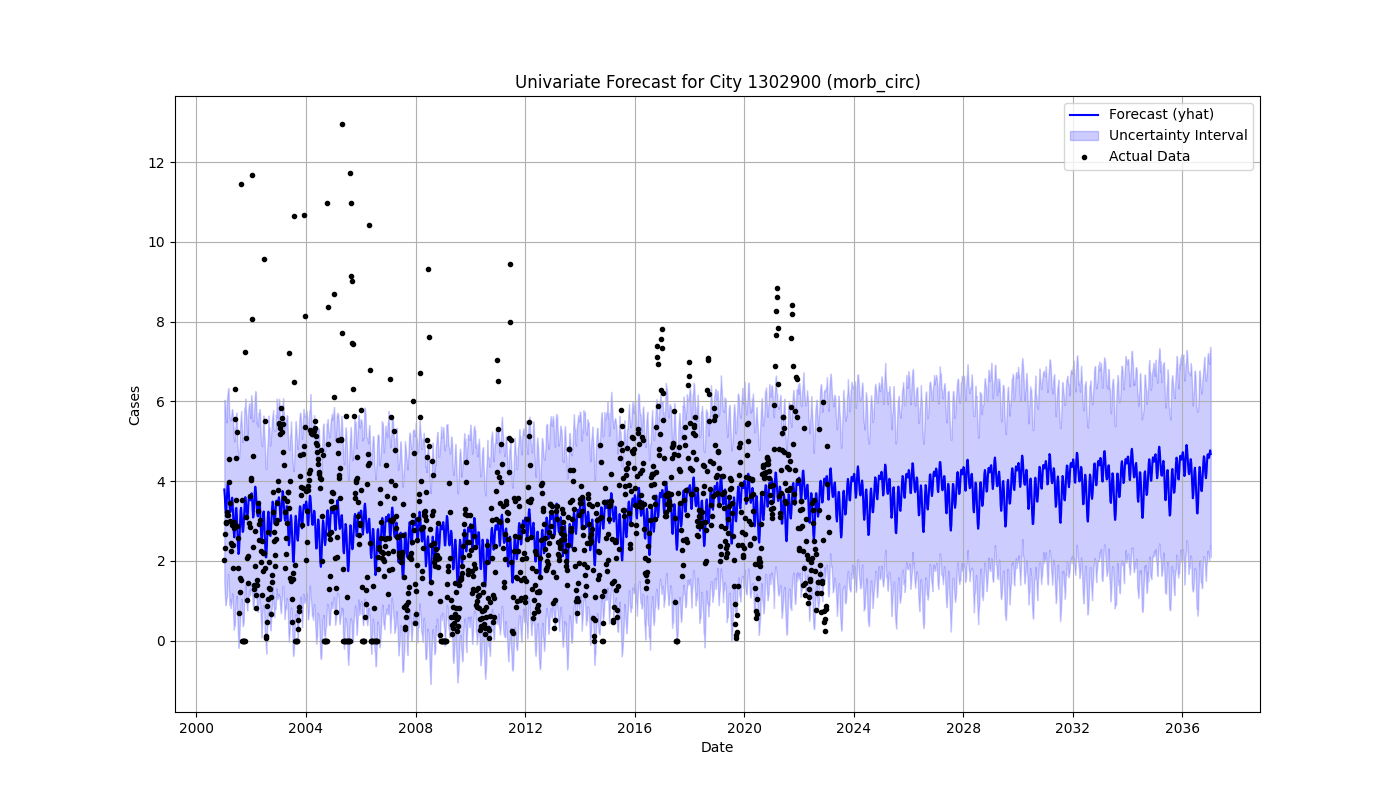 Univariate Forecast for City 1302900 (morb_circ)
Forecast (yhat)
Uncertainty Interval
Actual Data
Cases
12
10
8
6
4
2
0
2000 2004 2008 2012 2016 2020 2024 2028 2032 2036
Date